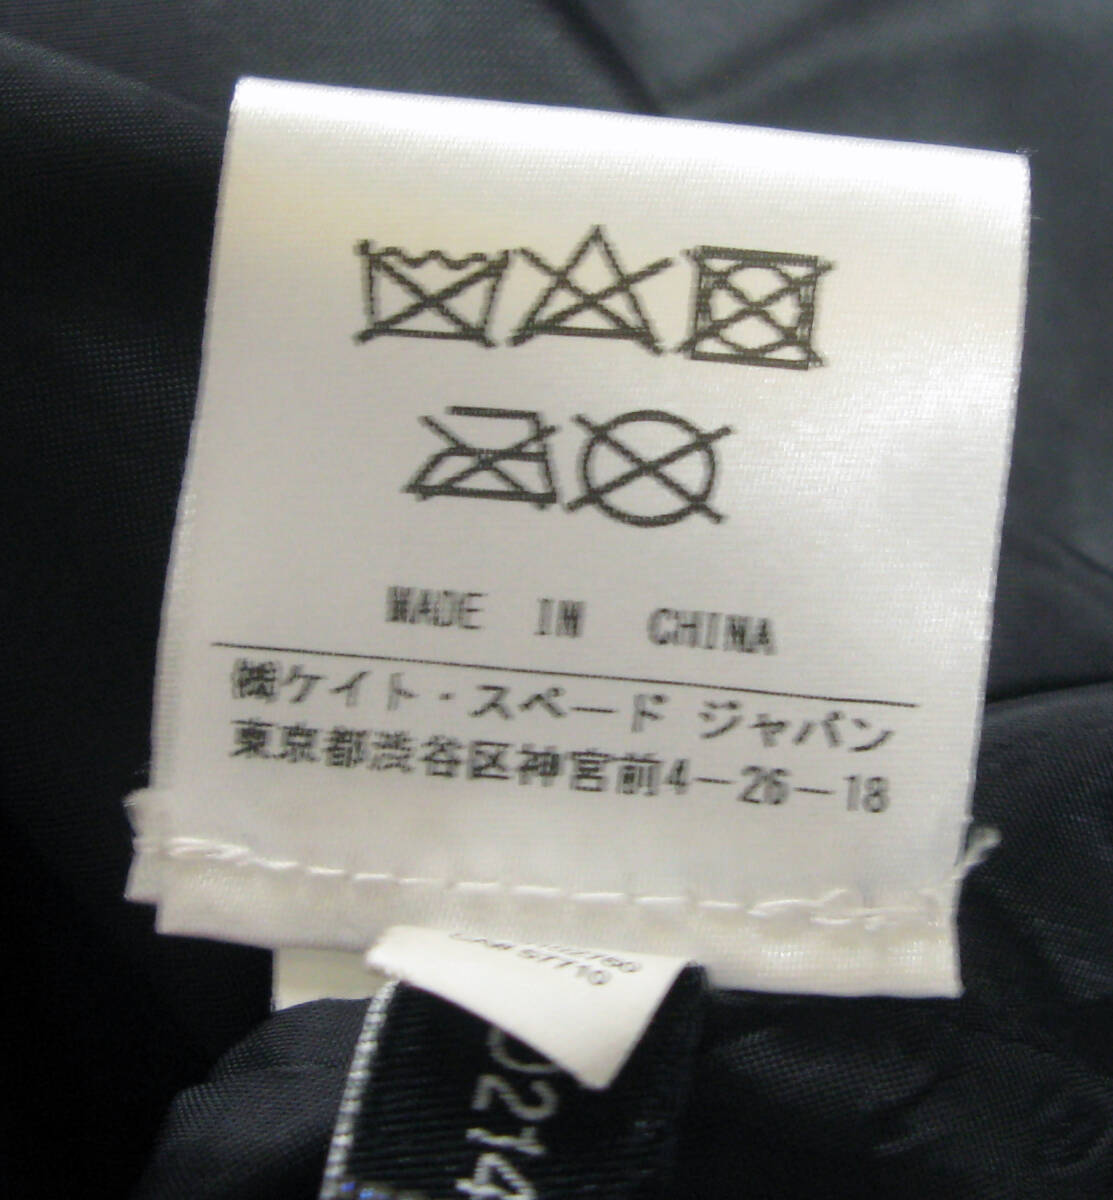 MADE IN CHINA
㈱ケイト・スペード ジャパン
東京都渋谷区神宮前4-26-18
0214